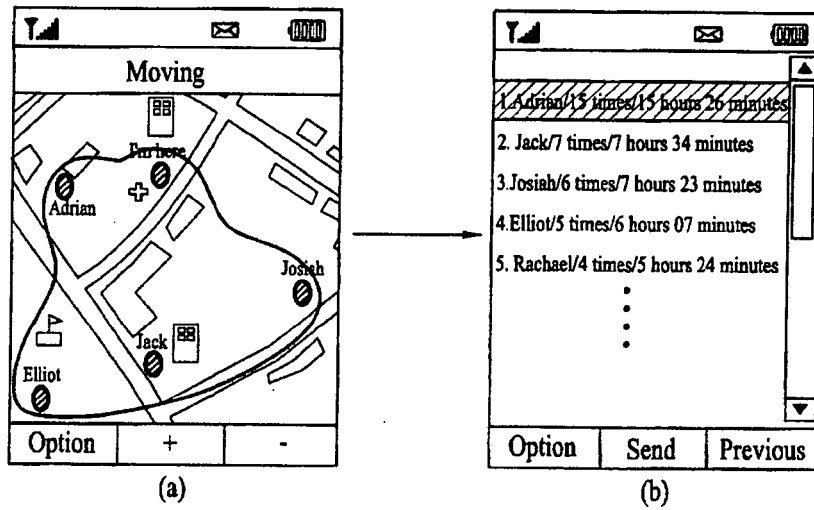 Moving
I'm here
Adrian
Josiah
Jack
Elliot
Option
+
-
(a)
1.Adrian/15 times/15 hours 26 minutes
2. Jack/7 times/7 hours 34 minutes
3.Josiah/6 times/7 hours 23 minutes
4.Elliot/5 times/6 hours 07 minutes
5. Rachael/4 times/5 hours 24 minutes
Option
Send
Previous
(b)